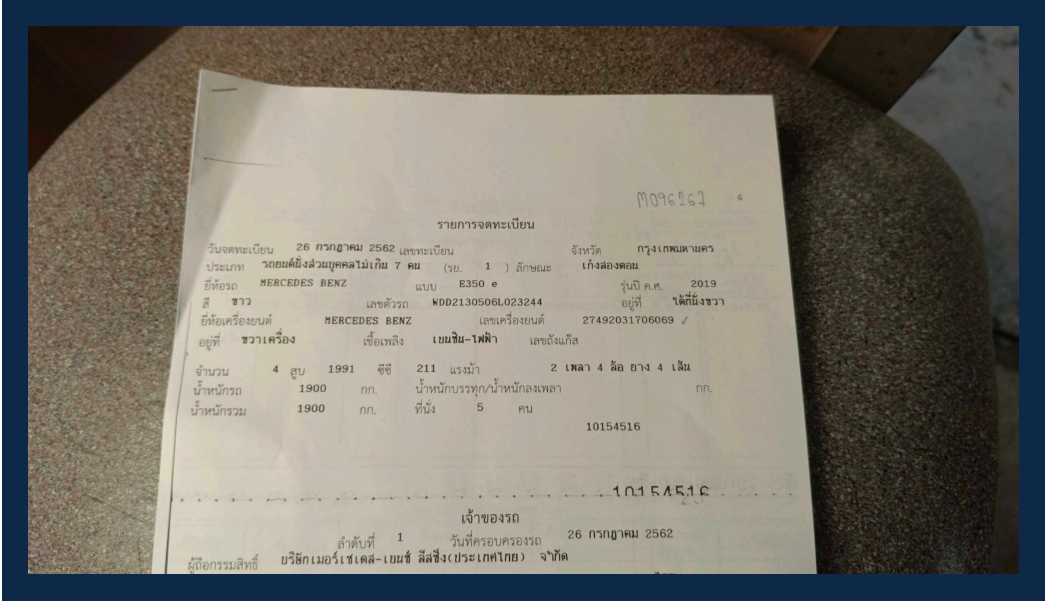 M096267
รายการจดทะเบียน
วันจดทะเบียน 26 กรกฎาคม 2562 เลขทะเบียน จังหวัด กรุงเทพมหานคร
ประเภท รถยนต์นั่งส่วนบุคคลไม่เกิน 7 คน (รย. 1 ) ลักษณะ เก๋งสองตอน
ยี่ห้อรถ MERCEDES BENZ แบบ E350 e รุ่นปี ค.ศ. 2019
สี ขาว เลขตัวรถ WDD2130506L023244 อยู่ที่ ใต้ที่นั่งขวา
ยี่ห้อเครื่องยนต์ MERCEDES BENZ เลขเครื่องยนต์ 27492031706069 ✓
อยู่ที่ ขวาเครื่อง เชื้อเพลิง เบนซิน-ไฟฟ้า เลขถังแก๊ส
จำนวน 4 สูบ 1991 ซีซี 211 แรงม้า 2 เพลา 4 ล้อ ยาง 4 เส้น
น้ำหนักรถ 1900 กก. น้ำหนักบรรทุก/น้ำหนักลงเพลา กก.
น้ำหนักรวม 1900 กก. ที่นั่ง 5 คน
10154516
10154516
เจ้าของรถ
ลำดับที่ 1 วันที่ครอบครองรถ 26 กรกฎาคม 2562
ผู้ถือกรรมสิทธิ์ บริษัทเมอร์เซเดส-เบนซ์ ลีสซิ่ง(ประเทศไทย) จำกัด